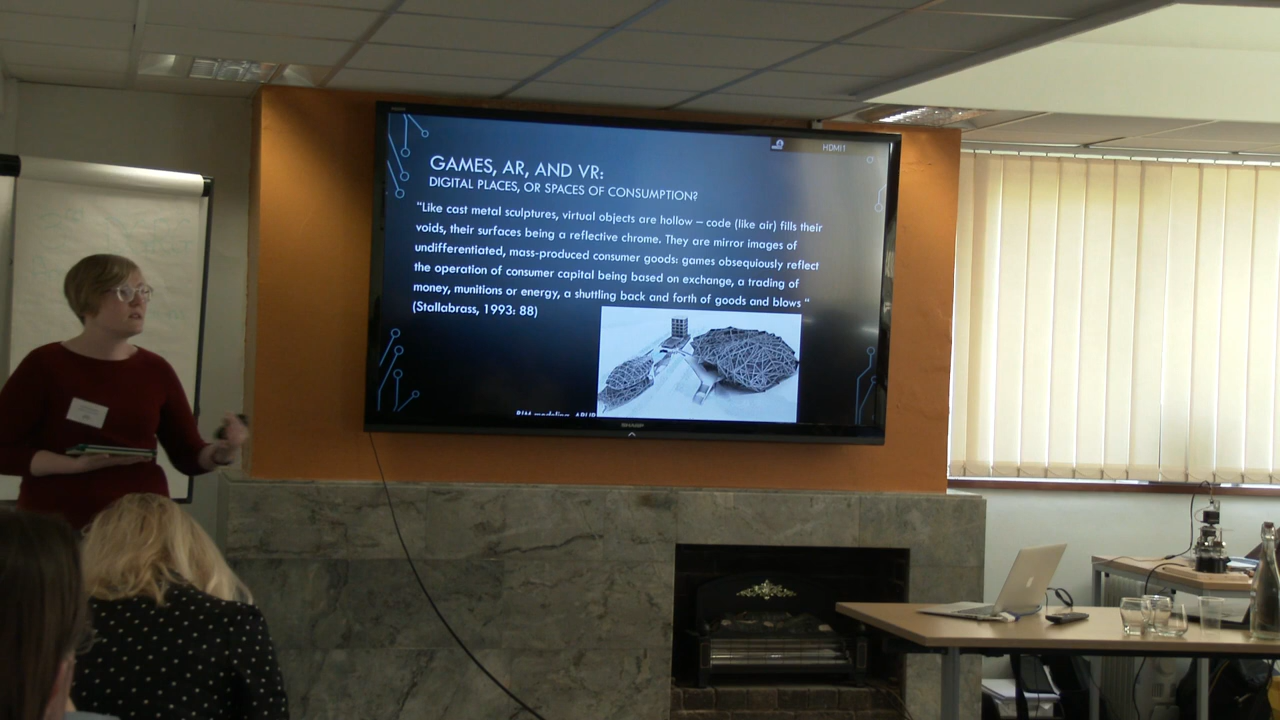 HDMI1
GAMES, AR, AND VR:
DIGITAL PLACES, OR SPACES OF CONSUMPTION?
“Like cast metal sculptures, virtual objects are hollow – code (like air) fills their
voids, their surfaces being a reflective chrome. They are mirror images of
undifferentiated, mass-produced consumer goods: games obsequiously reflect
the operation of consumer capital being based on exchange, a trading of
money, munitions or energy, a shuttling back and forth of goods and blows “
(Stallabrass, 1993: 88)
BIM modeling, ARUP
SHARP